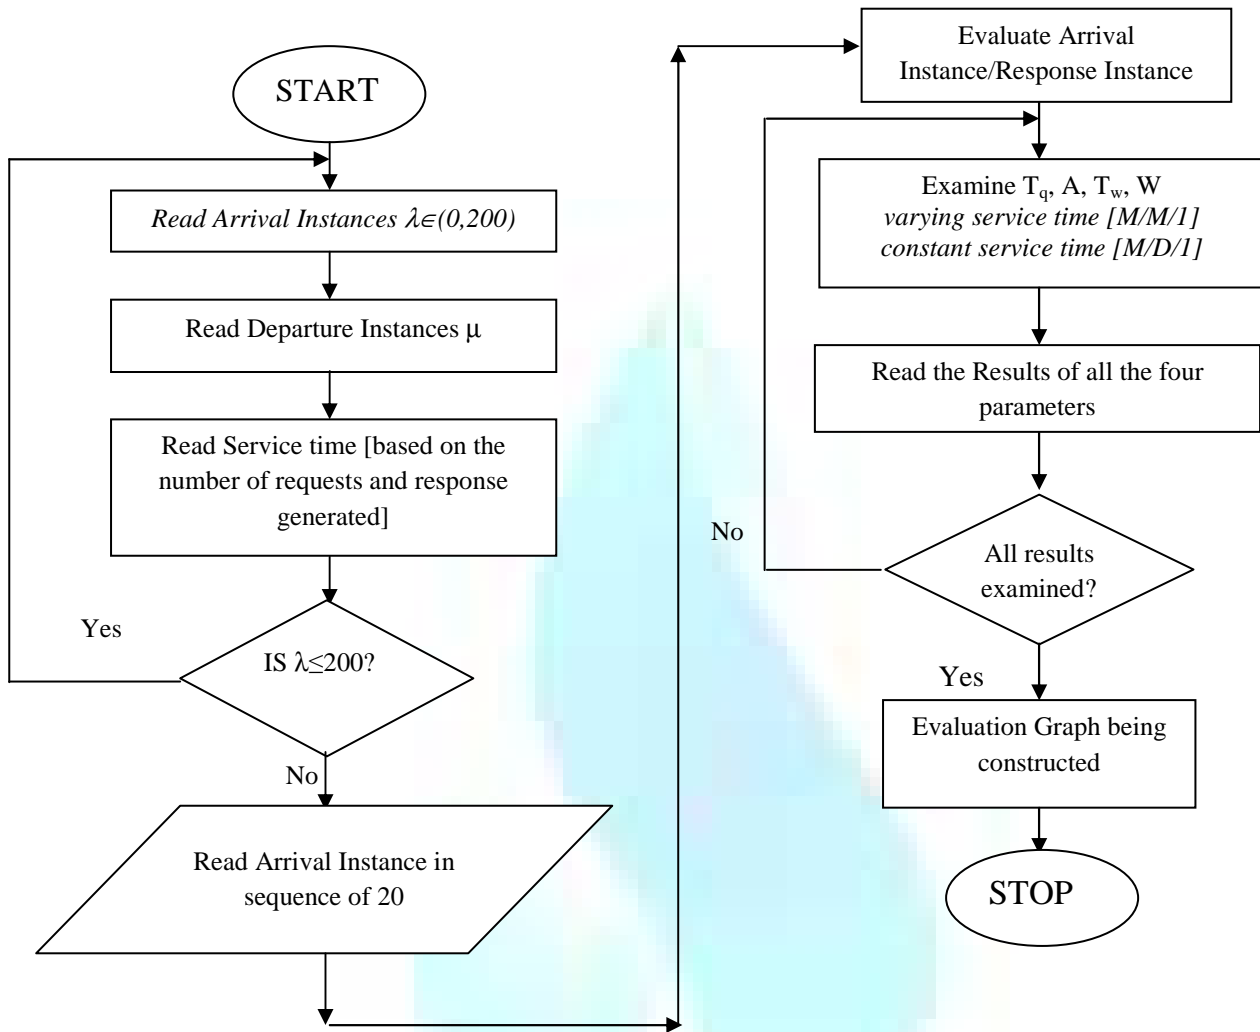 START
Read Arrival Instances λ∈(0,200)
Read Departure Instances μ
Read Service time [based on the
number of requests and response
generated]
Yes
IS λ≤200?
No
Read Arrival Instance in
sequence of 20
Evaluate Arrival
Instance/Response Instance
Examine Tq, A, Tw, W
varying service time [M/M/1]
constant service time [M/D/1]
Read the Results of all the four
parameters
No
All results
examined?
Yes
Evaluation Graph being
constructed
STOP